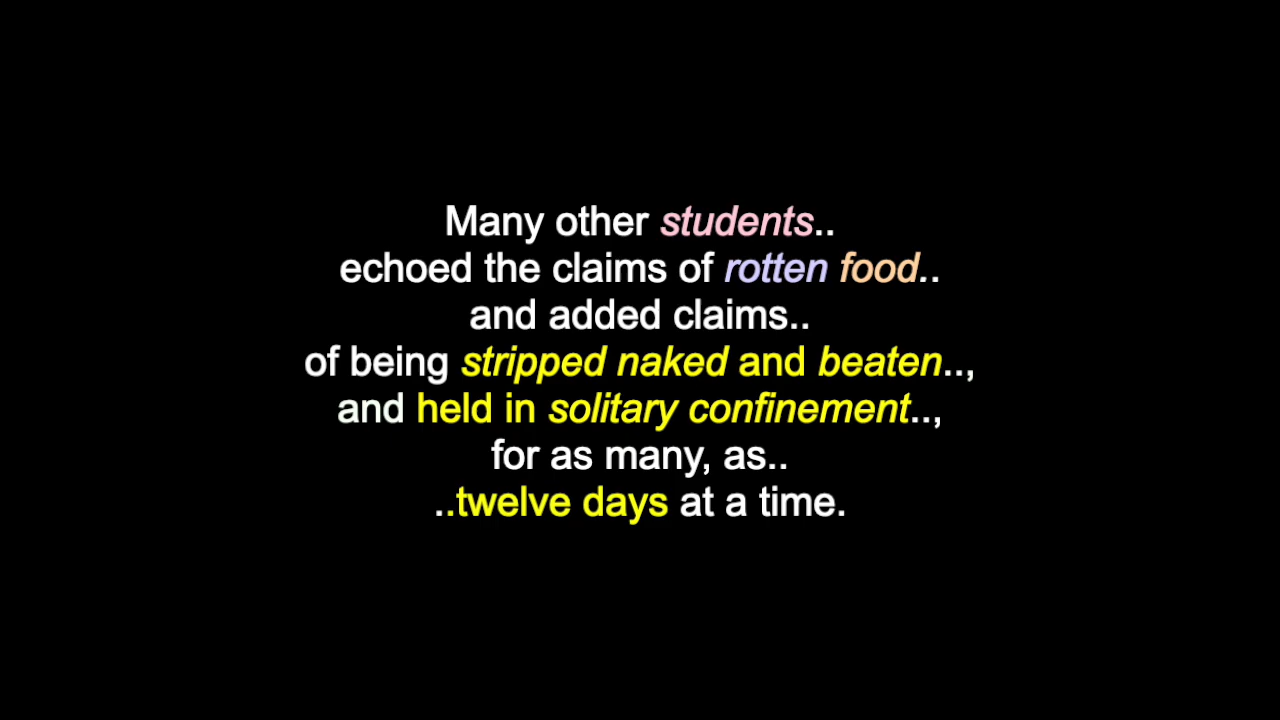 Many other students..
echoed the claims of rotten food..
and added claims..
of being stripped naked and beaten..,
and held in solitary confinement..,
for as many, as..
..twelve days at a time.